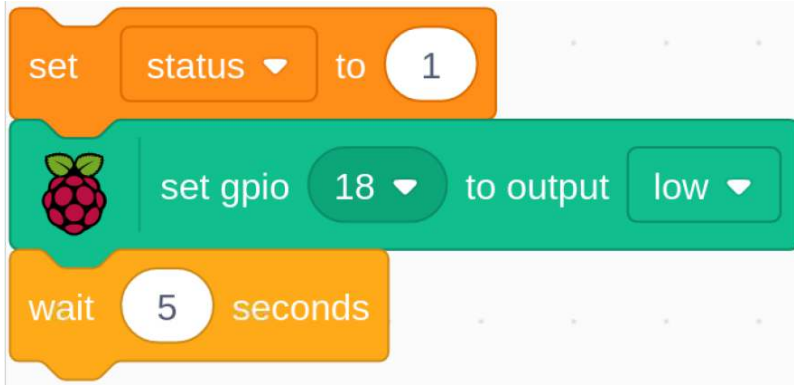 set status to 1
set gpio 18 to output low
wait 5 seconds